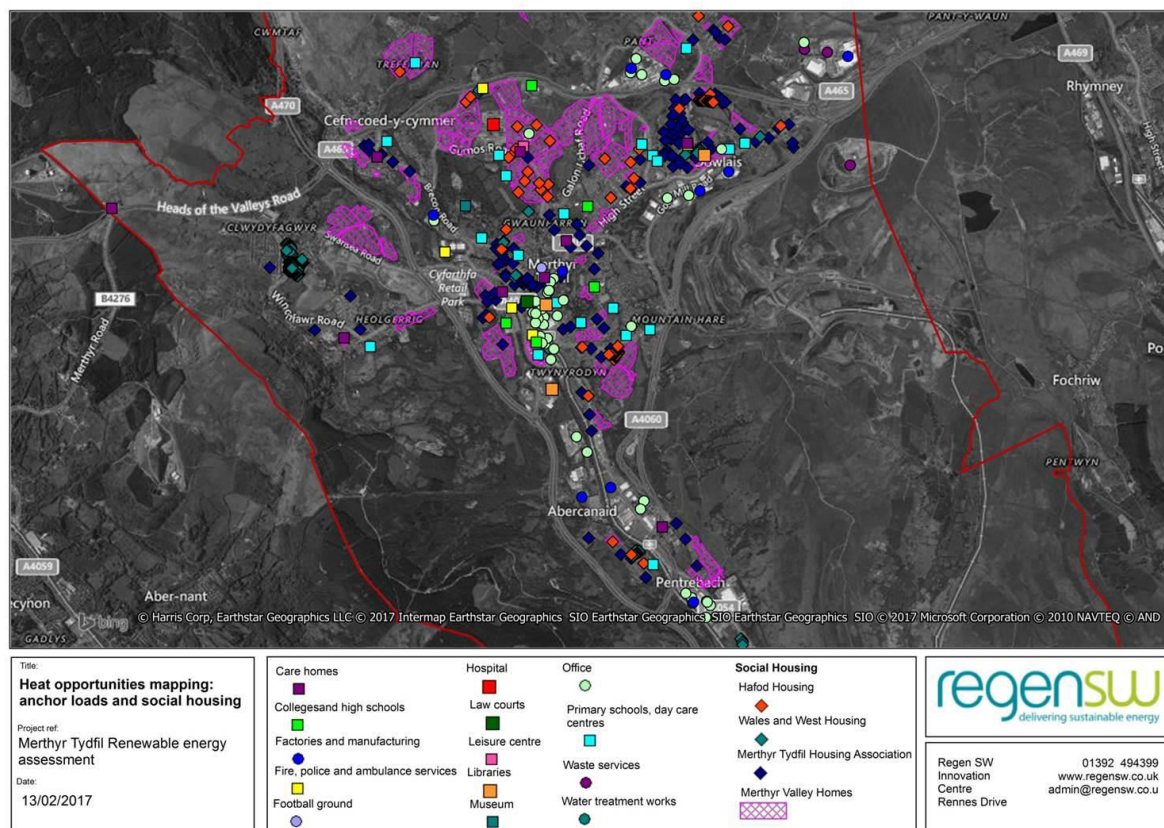 CWMTAF
PANT-Y-WAUN
PANT
A469
TREFECHAN
A465
Rhymney
A470
Cefn-coed-y-cymmer
Gurnos Road
Galon Uchaf Road
Dowlais
High Street
Heads of the Valleys Road
Brecon Road
High Street
CLWYDYFAGWYR
Swansea Road
GWAUNFARREN
Merthyr
Cyfarthfa
Retail
Park
B4276
HEOLGERRIG
MOUNTAIN HARE
Merthyr Road
TWYNYRODYN
Fochriw
A4060
PENTWYN
Abercanaid
A4059
Aber-nant
Pentrebach
ecynon
GADLYS
bing
© Harris Corp, Earthstar Geographics LLC © 2017 Intermap Earthstar Geographics SIO Earthstar Geographics SIO Earthstar Geographics SIO © 2017 Microsoft Corporation © 2010 NAVTEQ © AND
Title:
Heat opportunities mapping:
anchor loads and social housing
Project ref:
Merthyr Tydfil Renewable energy
assessment
Date:
13/02/2017
Care homes
Collegesand high schools
Factories and manufacturing
Fire, police and ambulance services
Football ground
Hospital
Law courts
Leisure centre
Libraries
Museum
Office
Primary schools, day care
centres
Waste services
Water treatment works
Social Housing
Hafod Housing
Wales and West Housing
Merthyr Tydfil Housing Association
Merthyr Valley Homes
regensw
delivering sustainable energy
Regen SW 01392 494399
Innovation www.regensw.co.uk
Centre admin@regensw.co.u
Rennes Drive